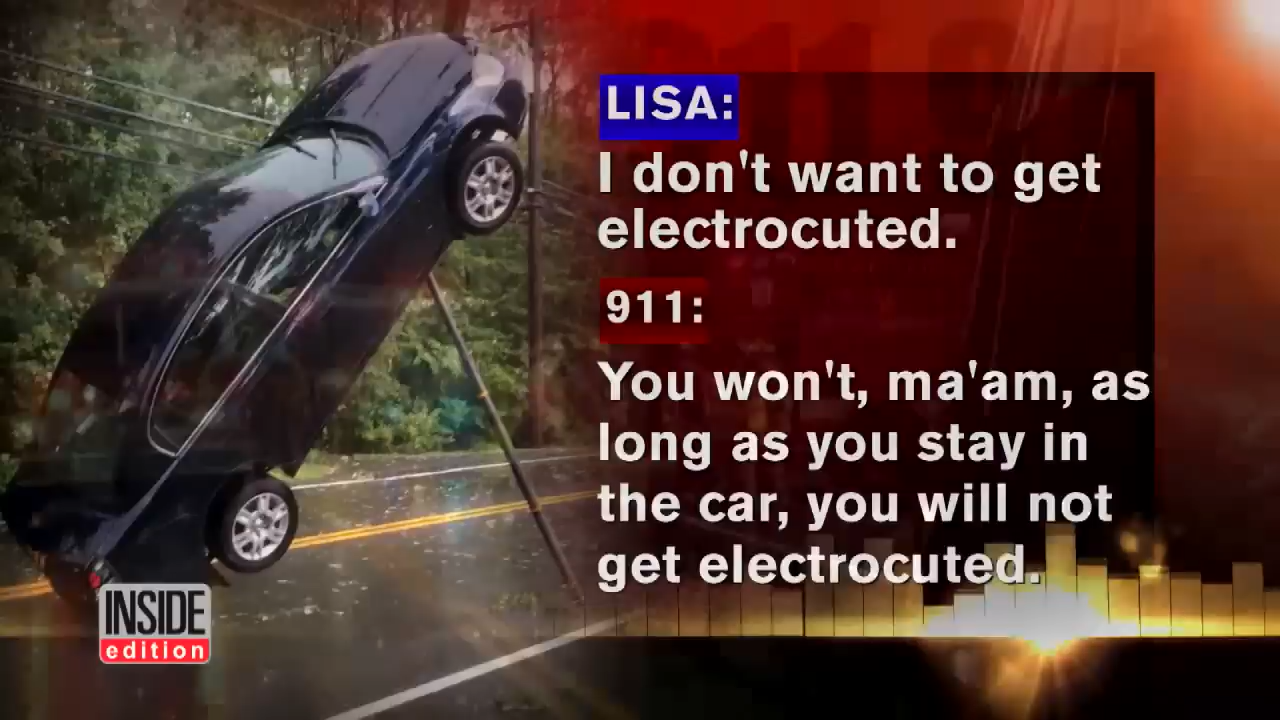 LISA:
I don't want to get
electrocuted.
911:
You won't, ma'am, as
long as you stay in
the car, you will not
get electrocuted.
INSIDE
edition